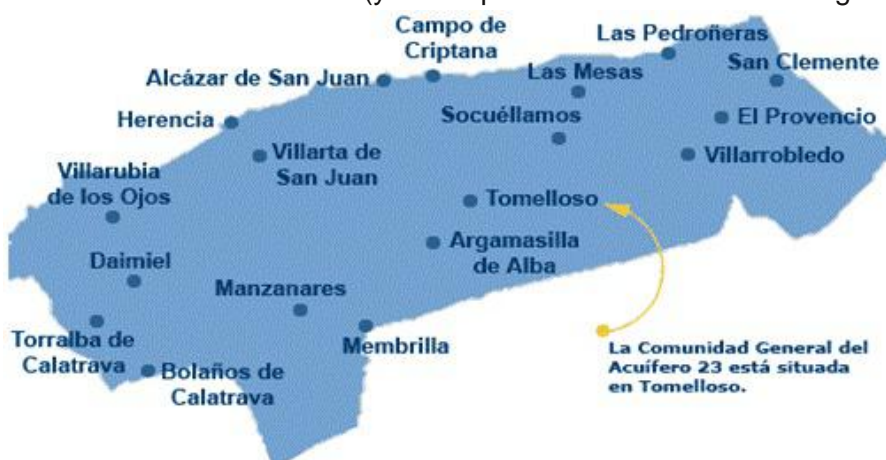 Campo de
Criptana
Las Pedroñeras
San Clemente
Alcázar de San Juan
Las Mesas
Herencia
Socuéllamos
El Provencio
Villarta de
San Juan
Villarrobledo
Villarubia
de los Ojos
Tomelloso
Argamasilla
de Alba
Daimiel
Manzanares
Torralba de
Calatrava
Membrilla
Bolaños de
Calatrava
La Comunidad General del
Acuífero 23 está situada
en Tomelloso.